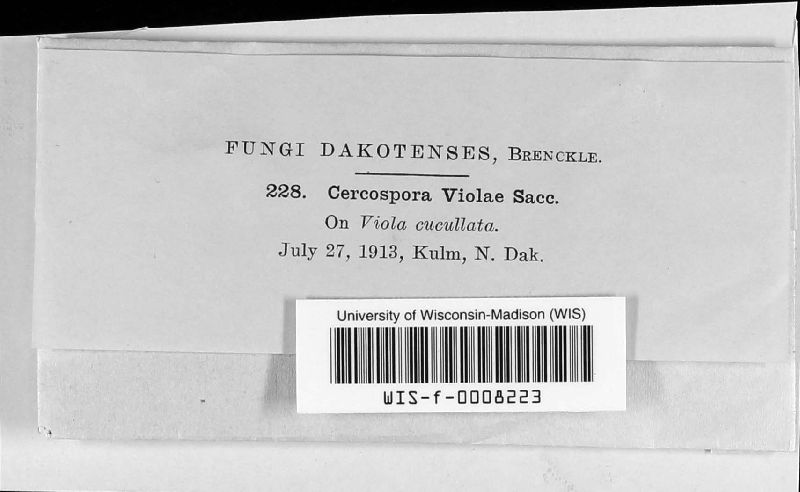 FUNGI DAKOTENSES, BRENCKLE.
228. Cercospora Violae Sacc.
On Viola cucullata.
July 27, 1913, Kulm, N. Dak.
University of Wisconsin-Madison (WIS)
WIS-f-0008223